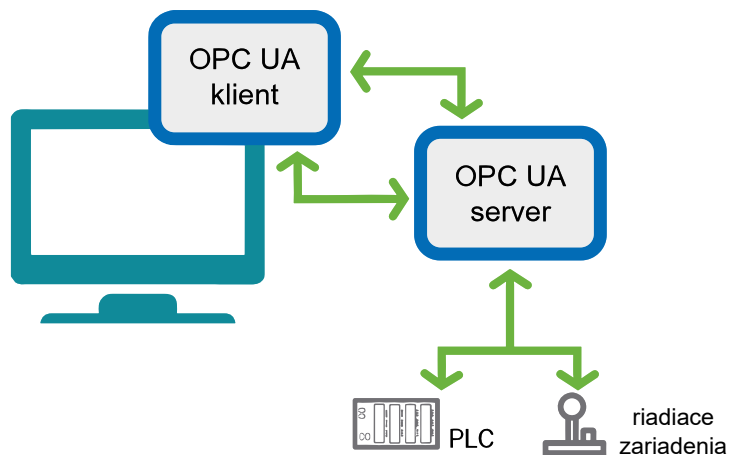 OPC UA
klient
OPC UA
server
PLC
riadiace
zariadenia